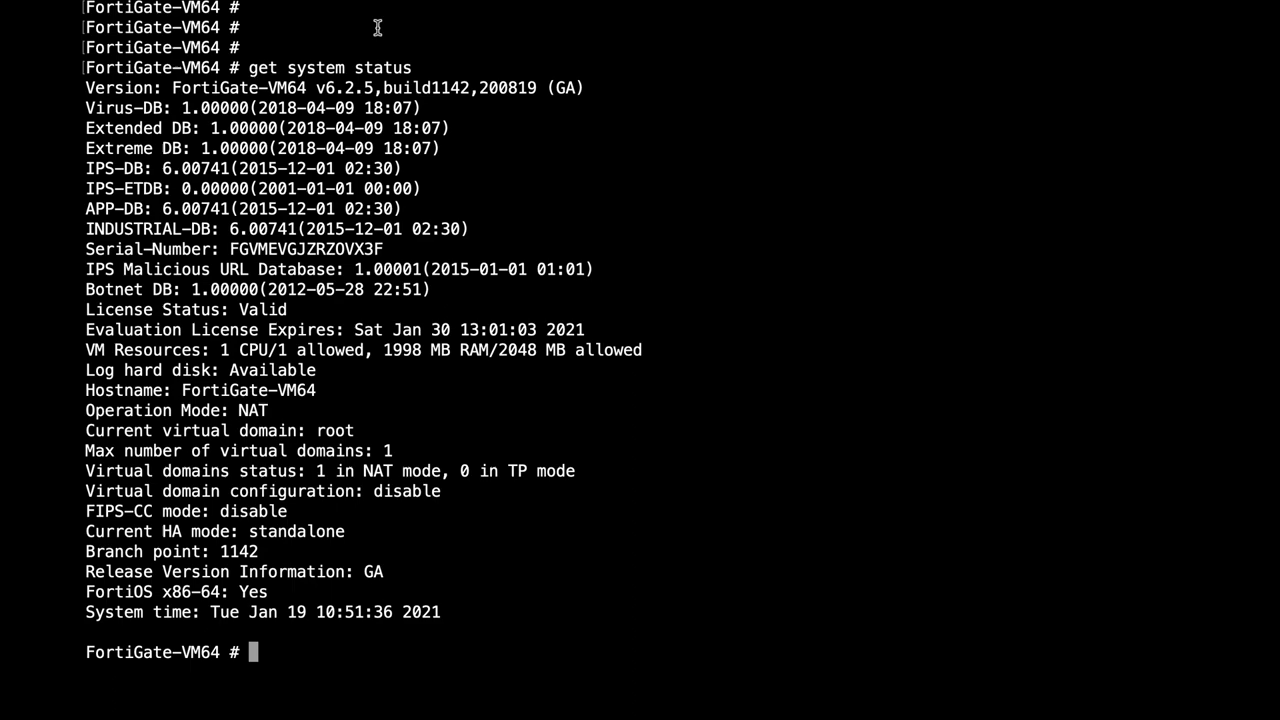 [FortiGate-VM64 #
[FortiGate-VM64 #
[FortiGate-VM64 #
[FortiGate-VM64 # get system status
Version: FortiGate-VM64 v6.2.5,build1142,200819 (GA)
Virus-DB: 1.00000(2018-04-09 18:07)
Extended DB: 1.00000(2018-04-09 18:07)
Extreme DB: 1.00000(2018-04-09 18:07)
IPS-DB: 6.00741(2015-12-01 02:30)
IPS-ETDB: 0.00000(2001-01-01 00:00)
APP-DB: 6.00741(2015-12-01 02:30)
INDUSTRIAL-DB: 6.00741(2015-12-01 02:30)
Serial-Number: FGVMEVGJZRZOVX3F
IPS Malicious URL Database: 1.00001(2015-01-01 01:01)
Botnet DB: 1.00000(2012-05-28 22:51)
License Status: Valid
Evaluation License Expires: Sat Jan 30 13:01:03 2021
VM Resources: 1 CPU/1 allowed, 1998 MB RAM/2048 MB allowed
Log hard disk: Available
Hostname: FortiGate-VM64
Operation Mode: NAT
Current virtual domain: root
Max number of virtual domains: 1
Virtual domains status: 1 in NAT mode, 0 in TP mode
Virtual domain configuration: disable
FIPS-CC mode: disable
Current HA mode: standalone
Branch point: 1142
Release Version Information: GA
FortiOS x86-64: Yes
System time: Tue Jan 19 10:51:36 2021
FortiGate-VM64 #